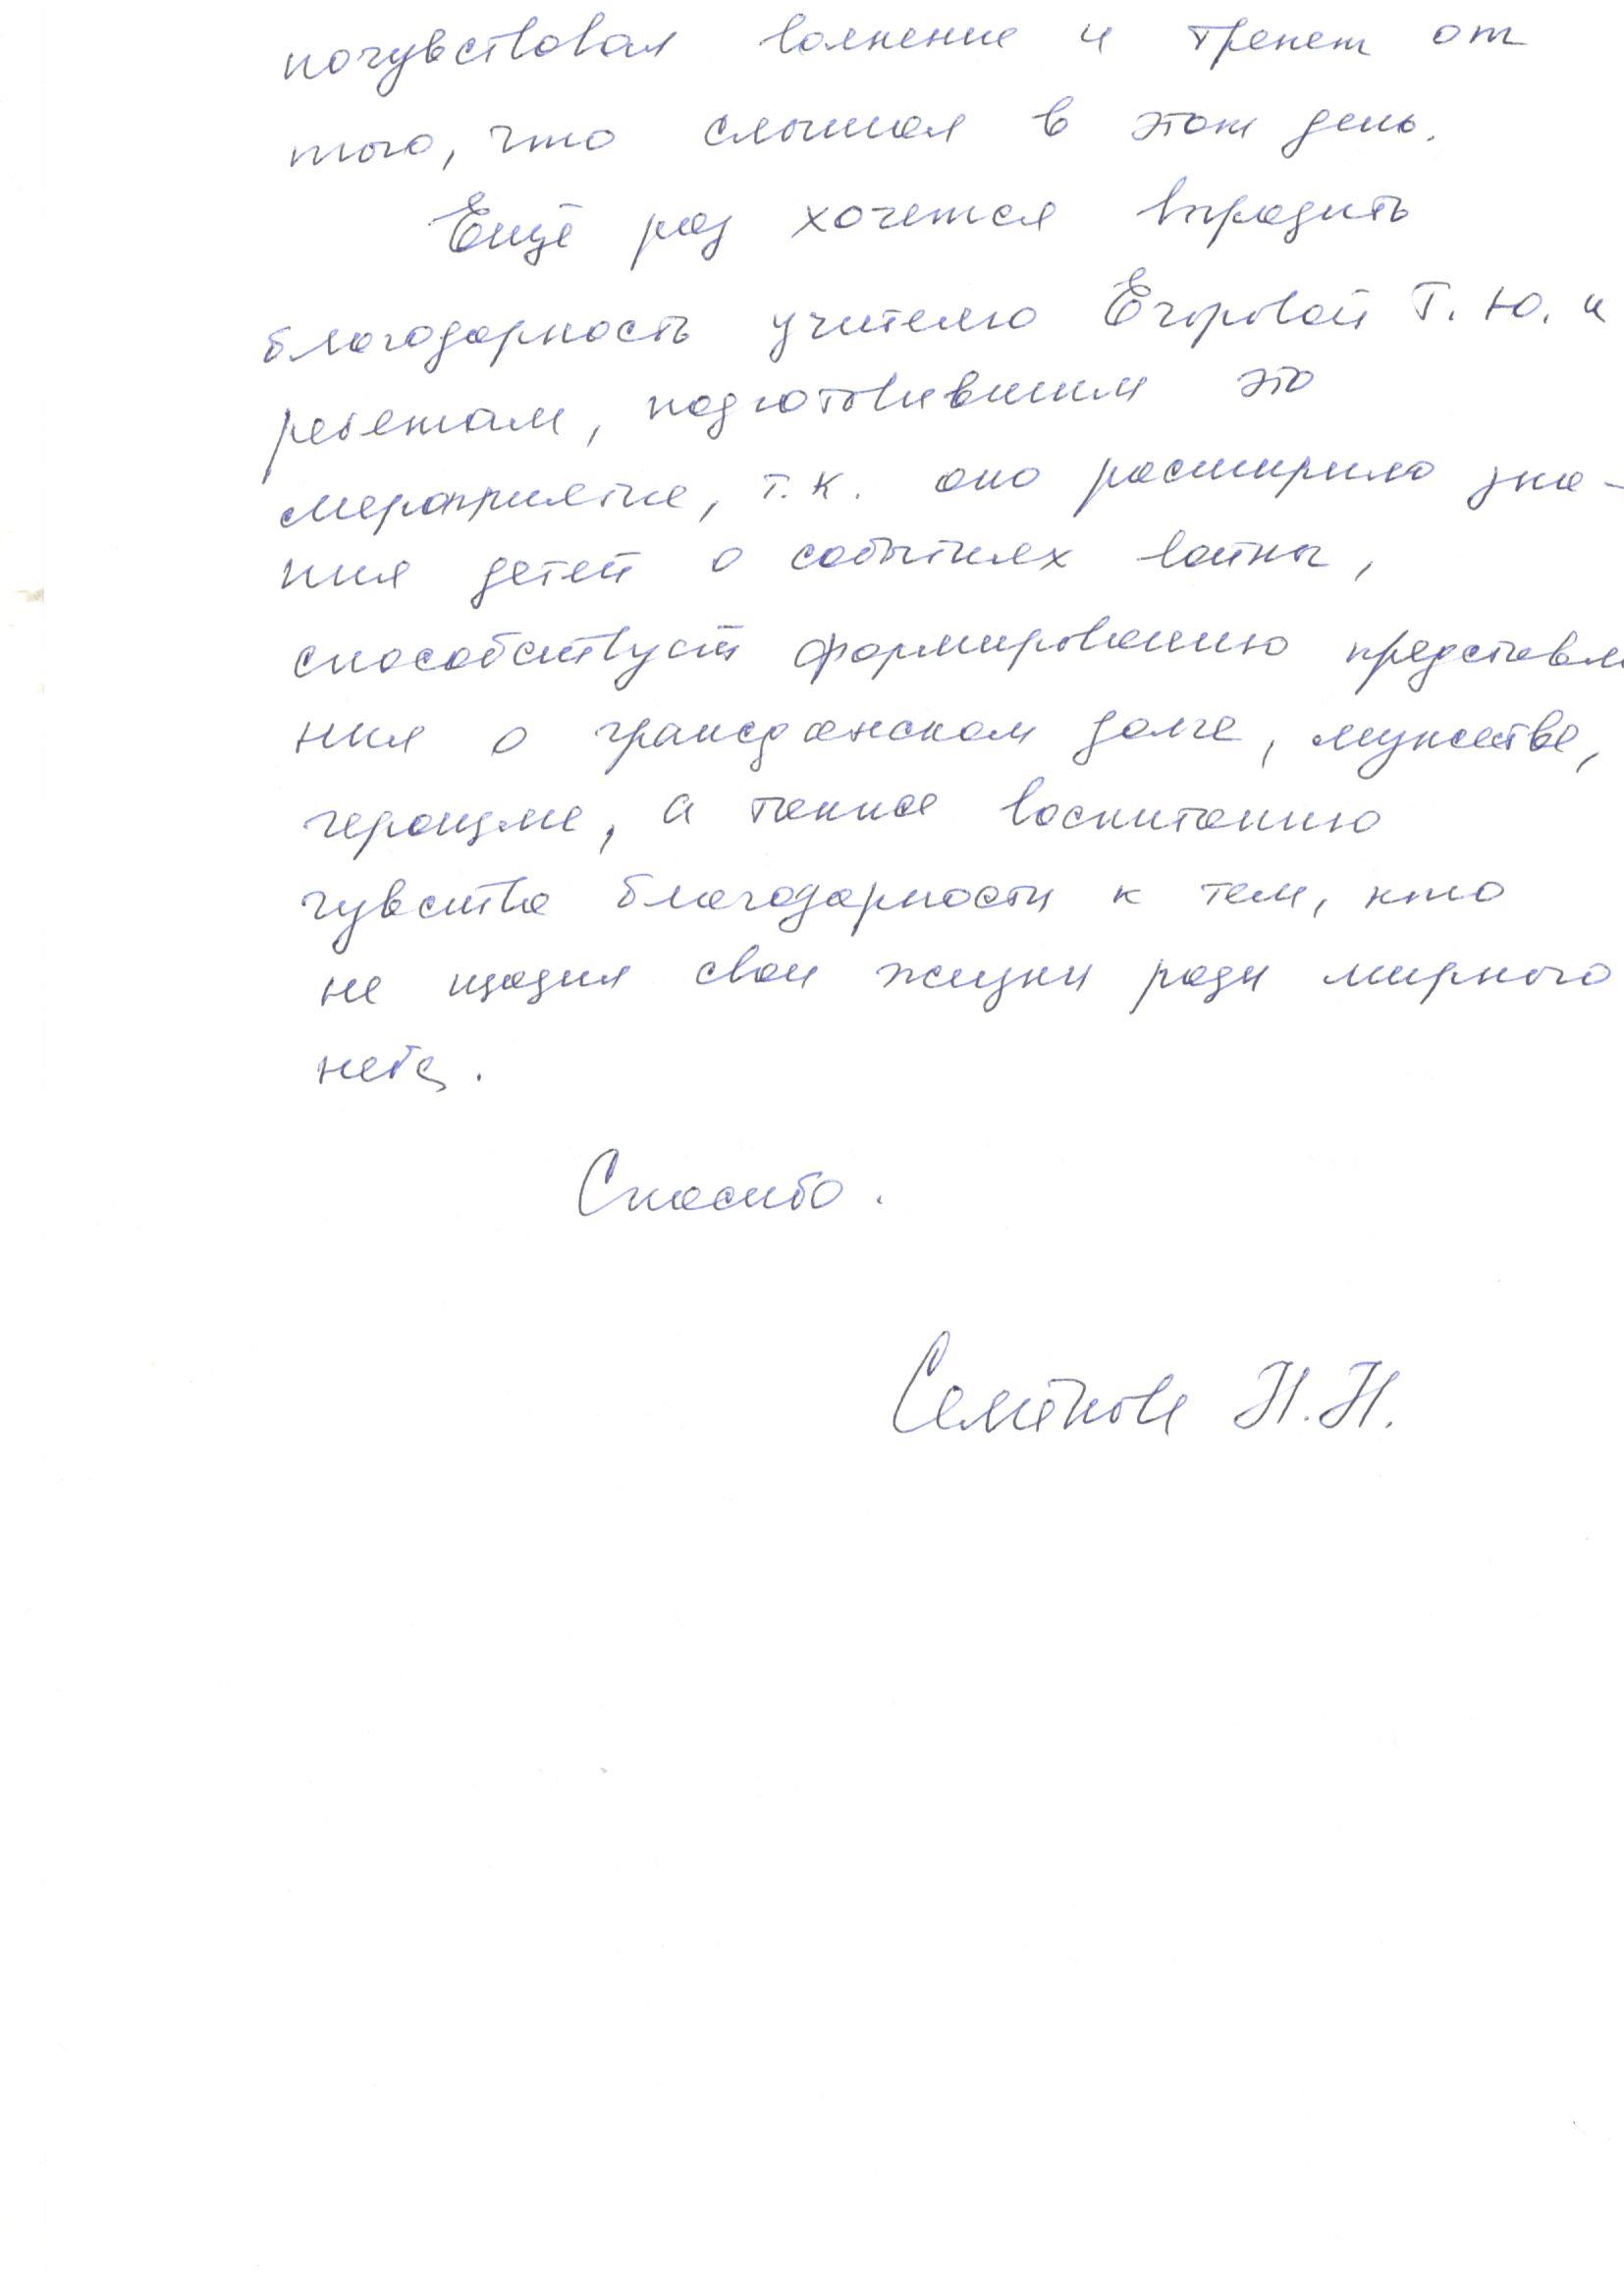 почувствовал волнение и трепет от
того, что слышал в этот день.
Ещё раз хочется выразить
благодарность учителю Егоровой Т. Ю. и
ребятам, подготовившим это
мероприятие, т.к. оно расширило зна-
ния детей о событиях войны,
способствует формированию представле
ния о гражданском долге, мужестве,
героизме, а также воспитанию
чувства благодарности к тем, кто
не щадил свои жизни ради мирного
неба.
Спасибо.
Семёнова Н.Н.